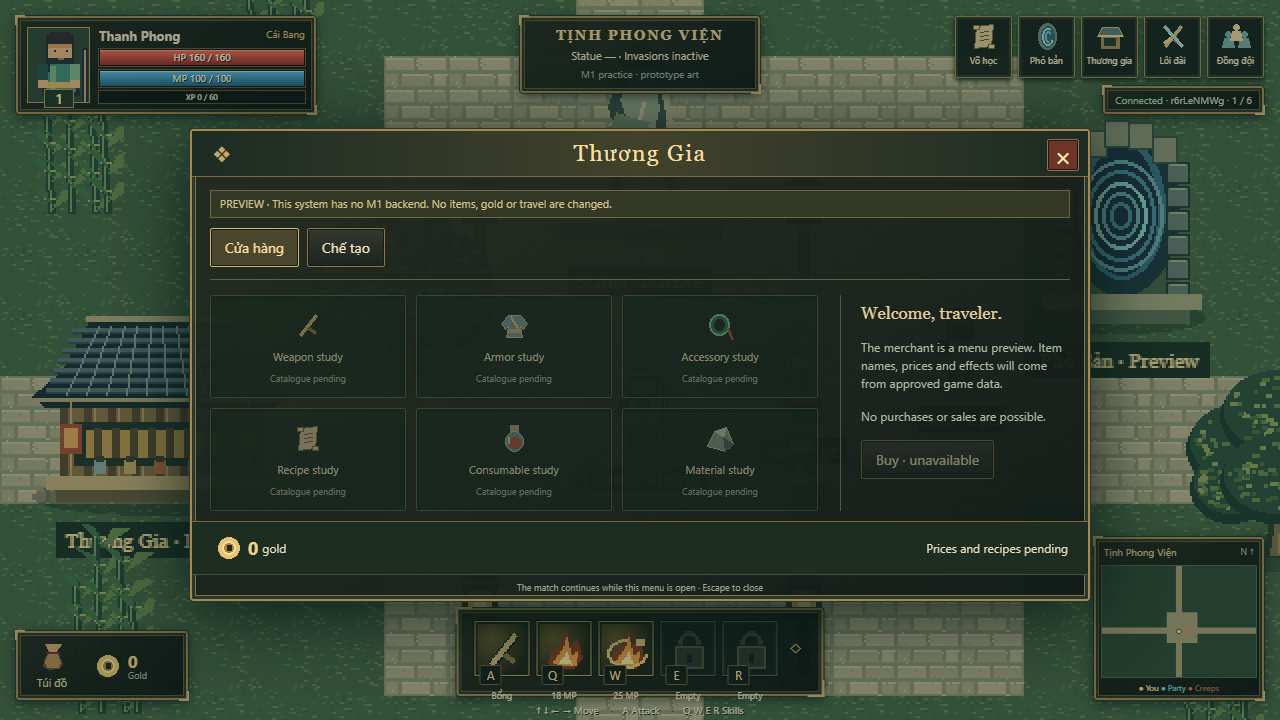 Thanh Phong
Cái Bang
HP 160 / 160
MP 100 / 100
XP 0 / 60
1
TỊNH PHONG VIỆN
Statue — · Invasions inactive
M1 practice · prototype art
Võ học
Phó bản
Thương gia
Lôi đài
Đồng đội
Connected · r6rLeNMWg · 1 / 6
Thương Gia
PREVIEW · This system has no M1 backend. No items, gold or travel are changed.
Cửa hàng
Chế tạo
Weapon study
Catalogue pending
Armor study
Catalogue pending
Accessory study
Catalogue pending
Recipe study
Catalogue pending
Consumable study
Catalogue pending
Material study
Catalogue pending
Welcome, traveler.
The merchant is a menu preview. Item
names, prices and effects will come
from approved game data.
No purchases or sales are possible.
Buy · unavailable
0 gold
Prices and recipes pending
The match continues while this menu is open · Escape to close
· Preview
Gia ·
Túi đồ
0
Gold
A
Bổng
Q
18 MP
W
25 MP
E
Empty
R
Empty
↑↓←→ Move
A Attack
Q W E R Skills
Tịnh Phong Viện
N ↑
You
Party
Creeps